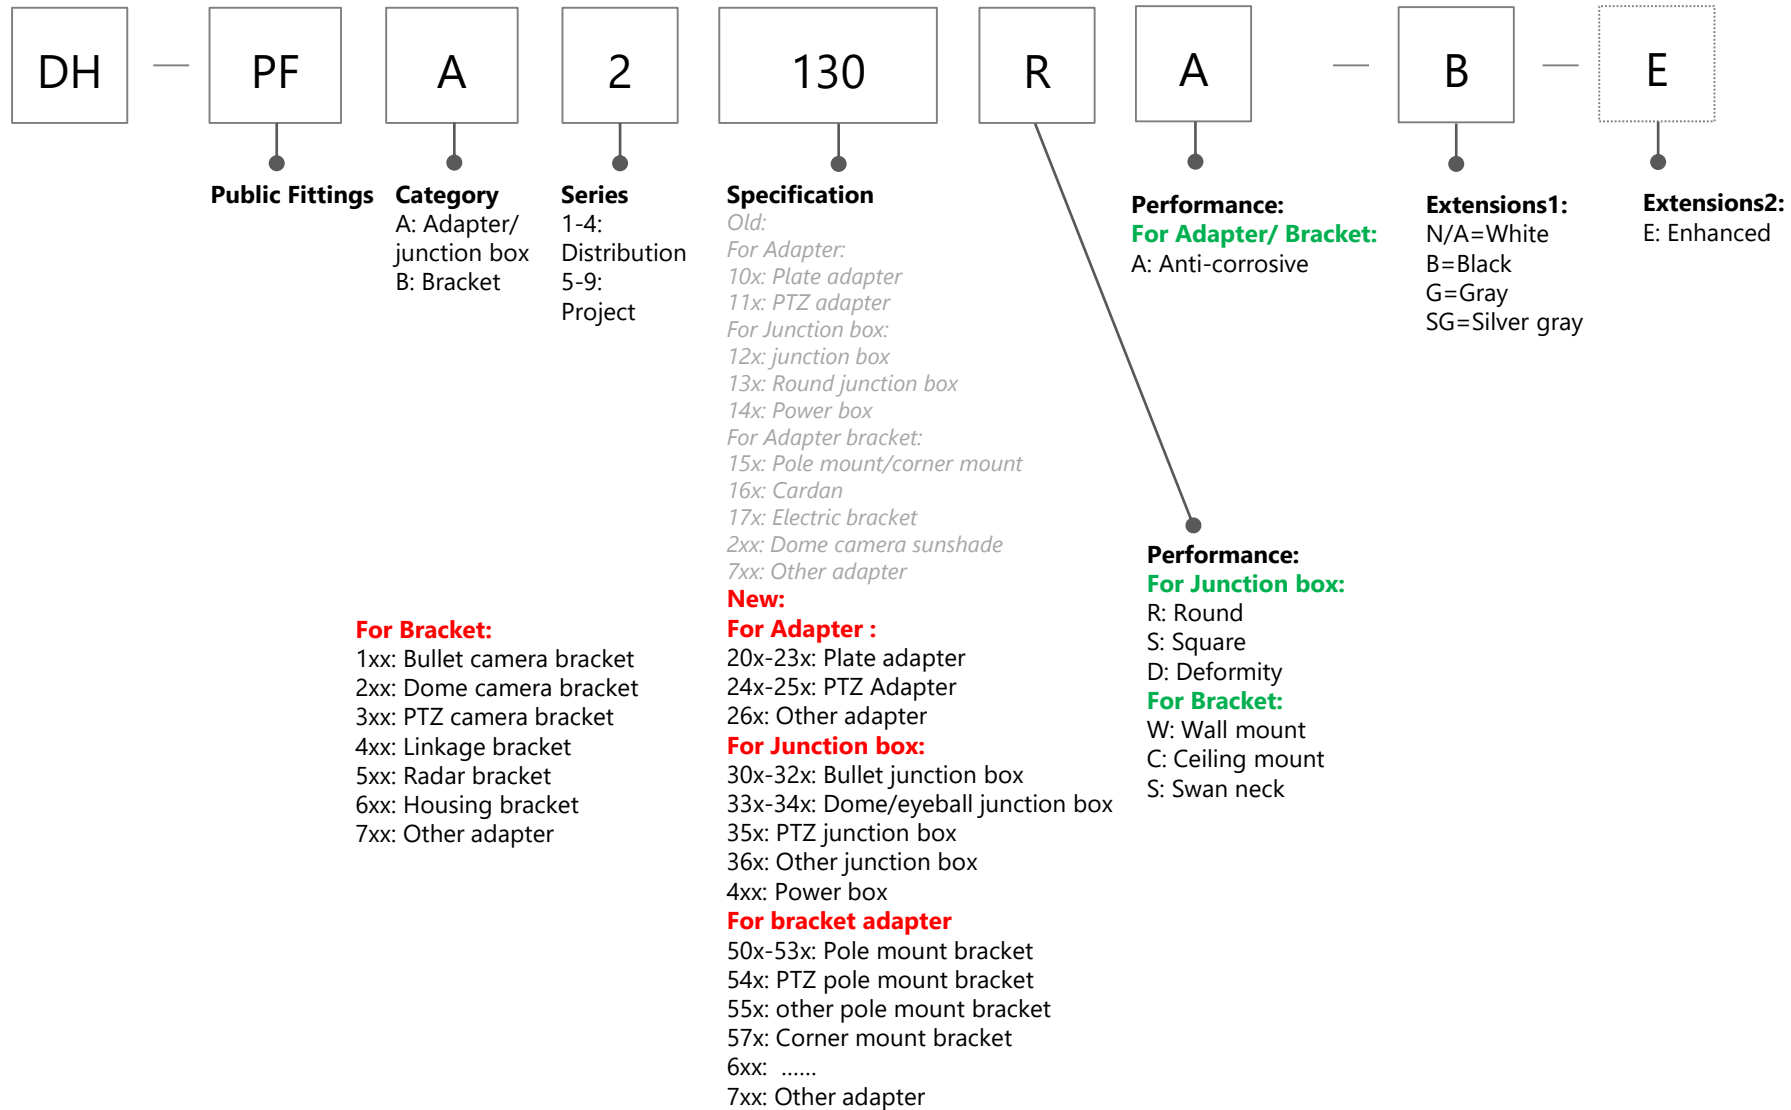 DH — PF A 2 130 R A — B — E
Public Fittings
Category
A: Adapter/
junction box
B: Bracket
Series
1-4:
Distribution
5-9:
Project
Specification
Old:
For Adapter:
10x: Plate adapter
11x: PTZ adapter
For Junction box:
12x: junction box
13x: Round junction box
14x: Power box
For Adapter bracket:
15x: Pole mount/corner mount
16x: Cardan
17x: Electric bracket
2xx: Dome camera sunshade
7xx: Other adapter
New:
For Adapter :
20x-23x: Plate adapter
24x-25x: PTZ Adapter
26x: Other adapter
For Junction box:
30x-32x: Bullet junction box
33x-34x: Dome/eyeball junction box
35x: PTZ junction box
36x: Other junction box
4xx: Power box
For bracket adapter
50x-53x: Pole mount bracket
54x: PTZ pole mount bracket
55x: other pole mount bracket
57x: Corner mount bracket
6xx: ......
7xx: Other adapter
For Bracket:
1xx: Bullet camera bracket
2xx: Dome camera bracket
3xx: PTZ camera bracket
4xx: Linkage bracket
5xx: Radar bracket
6xx: Housing bracket
7xx: Other adapter
Performance:
For Junction box:
R: Round
S: Square
D: Deformity
For Bracket:
W: Wall mount
C: Ceiling mount
S: Swan neck
Performance:
For Adapter/ Bracket:
A: Anti-corrosive
Extensions1:
N/A=White
B=Black
G=Gray
SG=Silver gray
Extensions2:
E: Enhanced